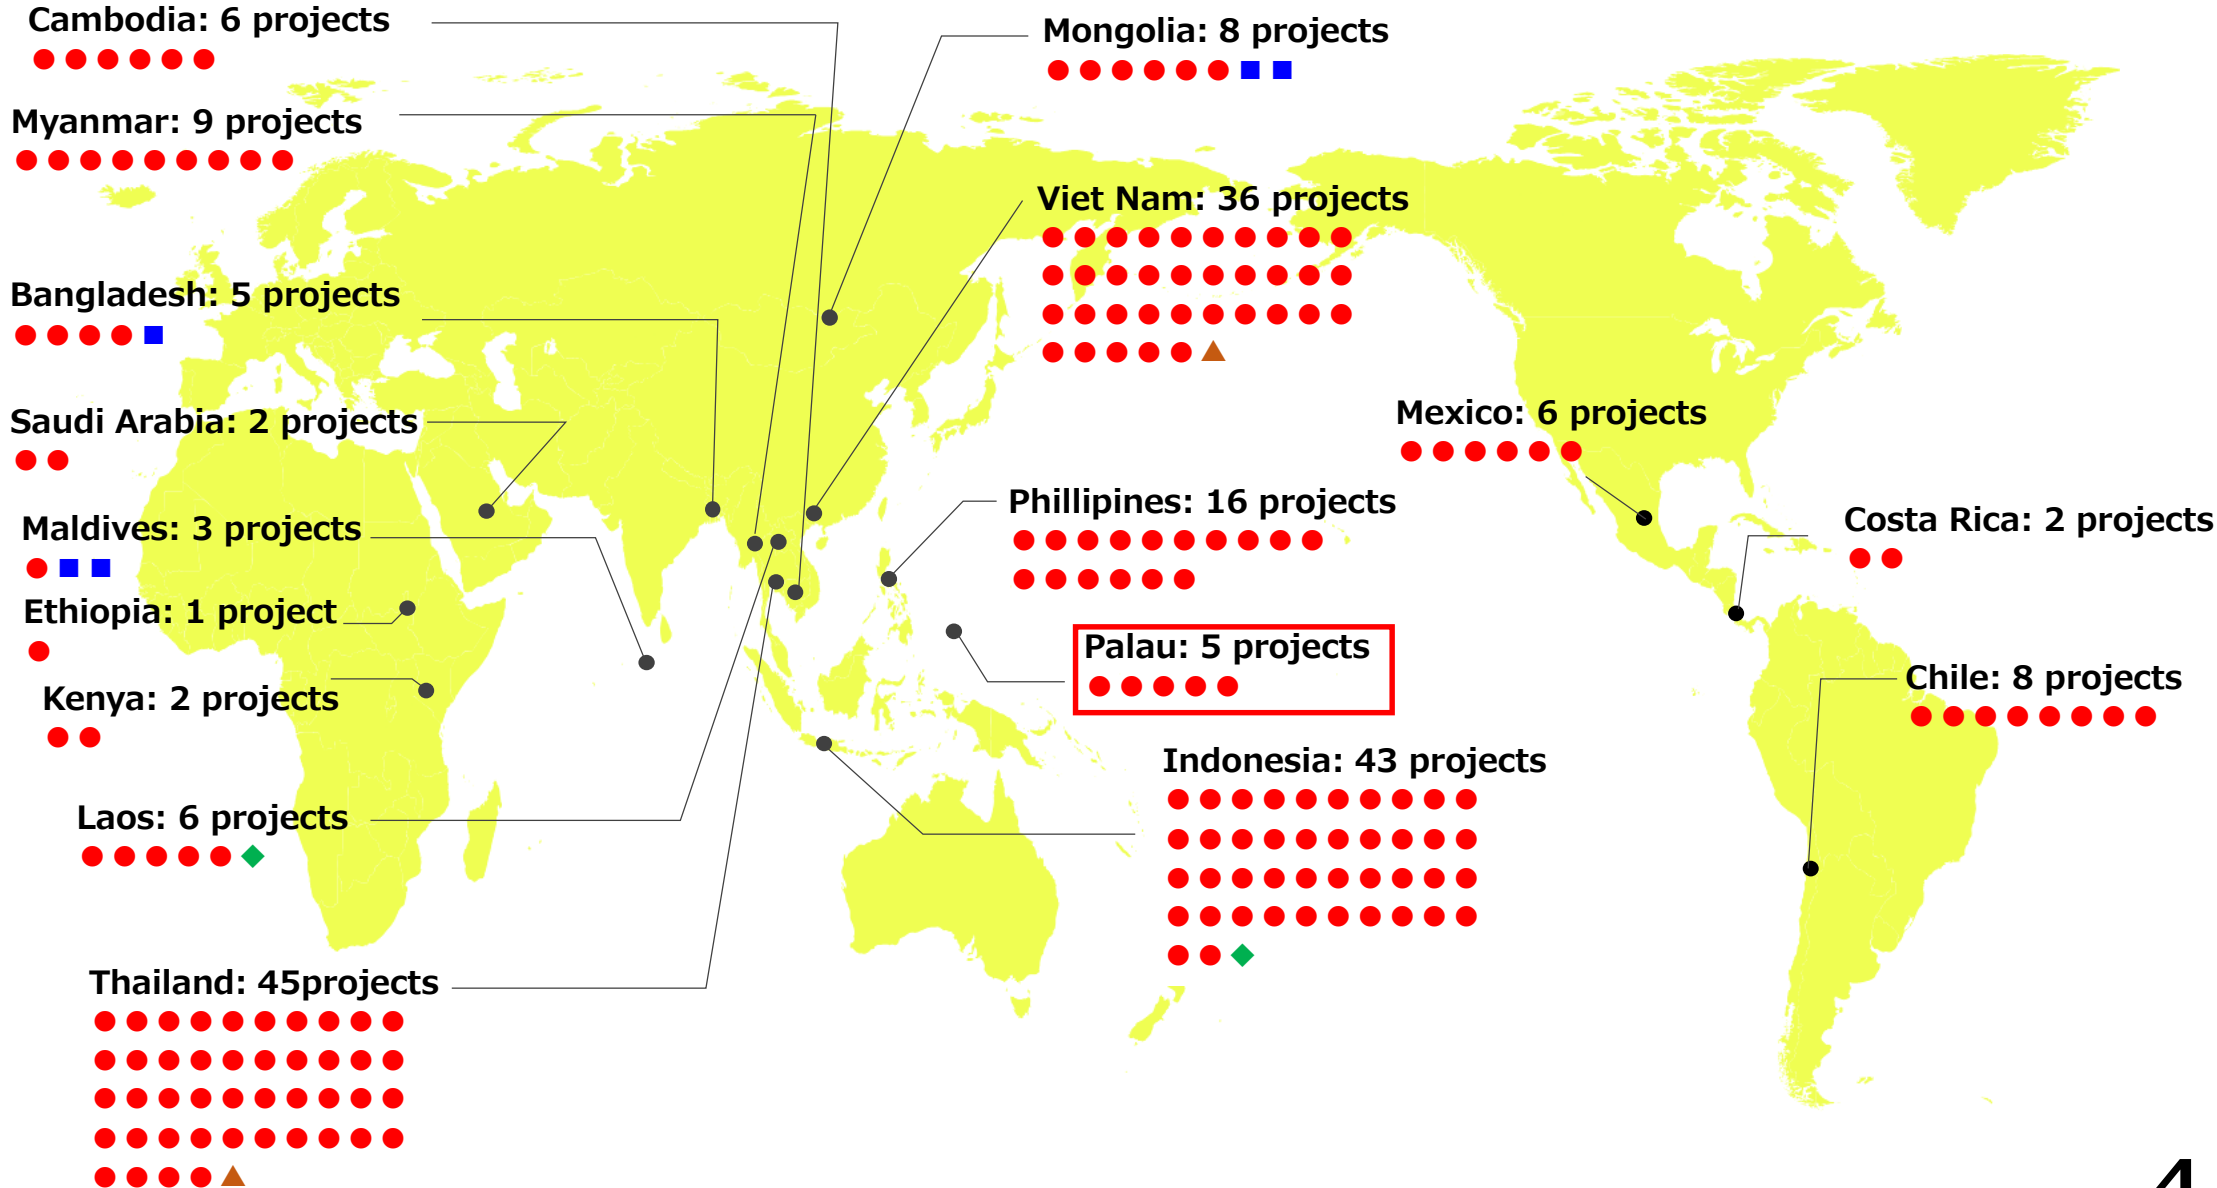 Cambodia: 6 projects
Mongolia: 8 projects
Myanmar: 9 projects
Viet Nam: 36 projects
Bangladesh: 5 projects
Saudi Arabia: 2 projects
Mexico: 6 projects
Maldives: 3 projects
Phillipines: 16 projects
Costa Rica: 2 projects
Ethiopia: 1 project
Palau: 5 projects
Kenya: 2 projects
Chile: 8 projects
Laos: 6 projects
Indonesia: 43 projects
Thailand: 45projects
4